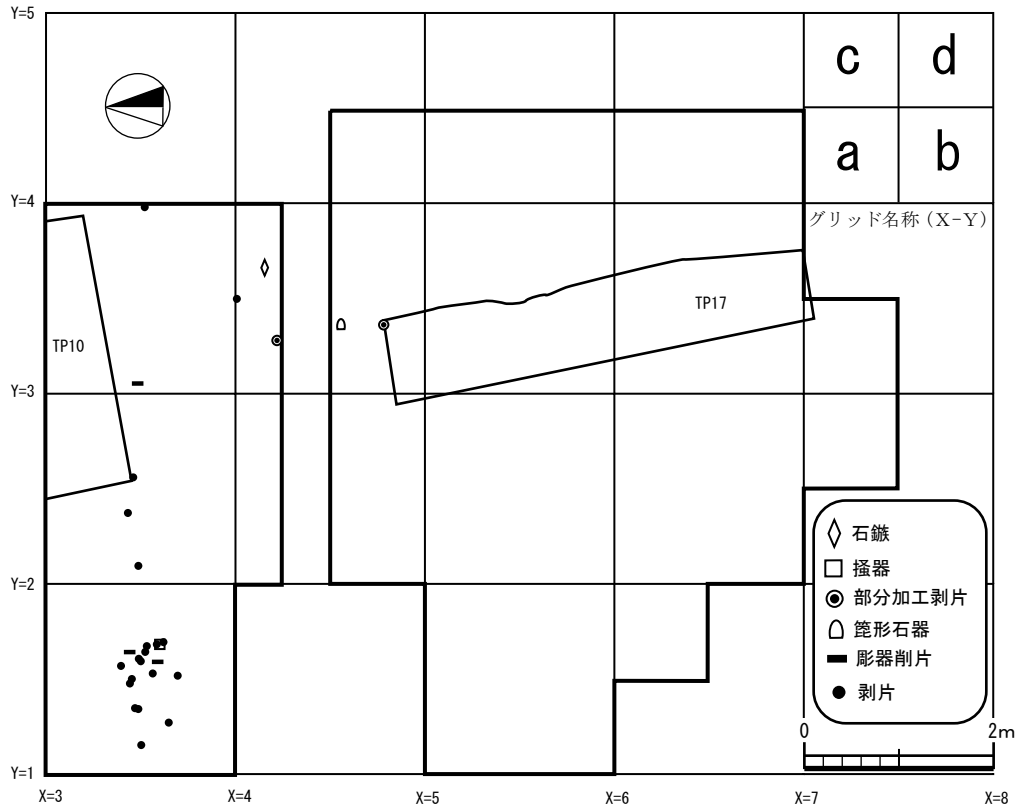 Y=5
c d
a b
Y=4
グリッド名称(X-Y)
TP17
TP10
Y=3
石鏃
掻器
部分加工剥片
箆形石器
彫器削片
剥片
Y=2
0 2m
Y=1
X=3 X=4 X=5 X=6 X=7 X=8